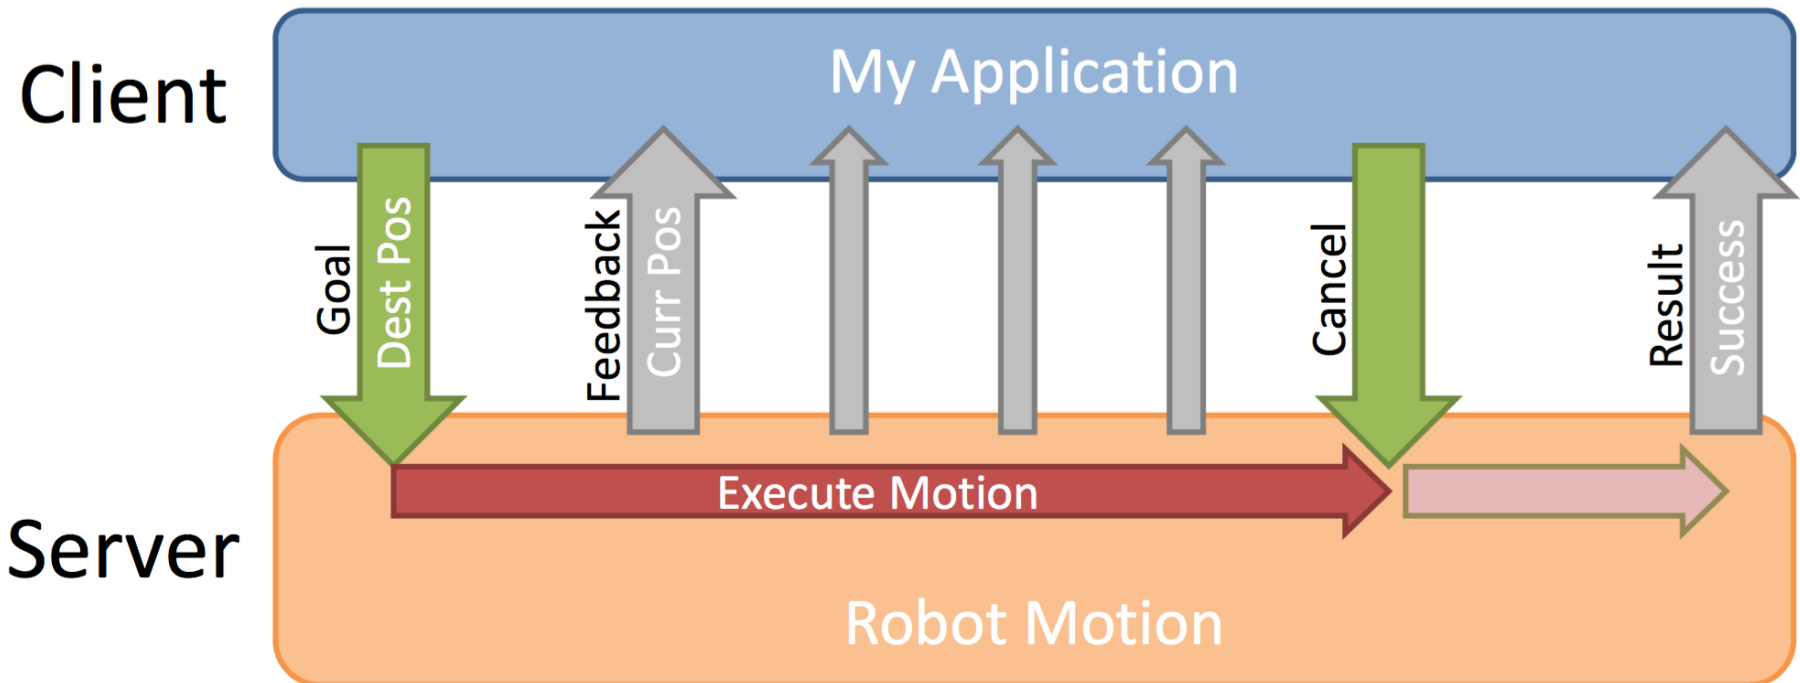 Client
My Application
Goal
Dest Pos
Feedback
Curr Pos
Cancel
Result
Success
Execute Motion
Server
Robot Motion